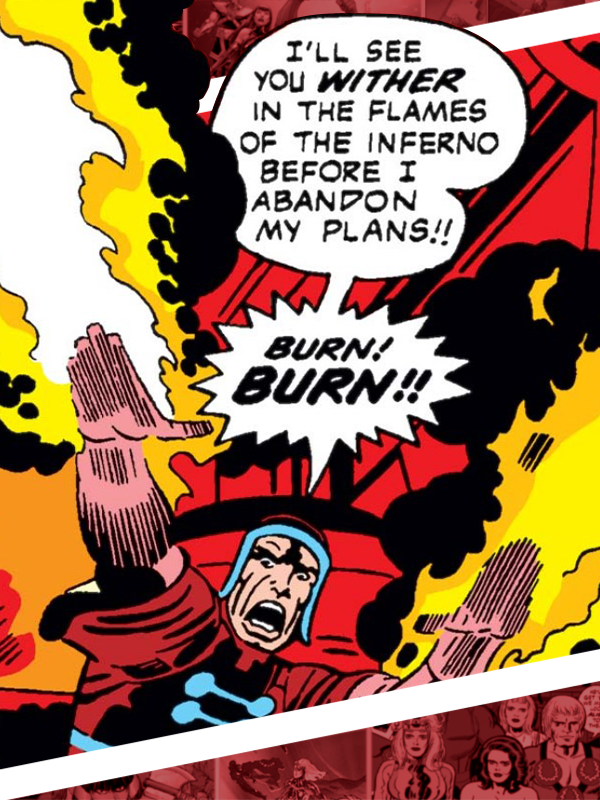 I'LL SEE
YOU WITHER
IN THE FLAMES
OF THE INFERNO
BEFORE I
ABANDON
MY PLANS!!
BURN!
BURN!!